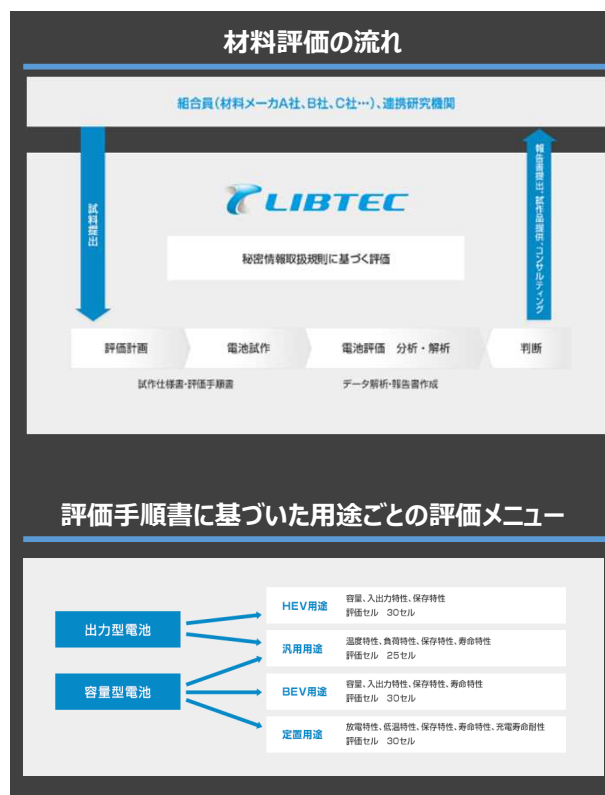 材料評価の流れ
組合員(材料メーカA社、B社、C社…)、連携研究機関
試料提出
報告書提出、試作品提供、コンサルティング
LIBTEC
秘密情報取扱規則に基づく評価
評価計画
電池試作
電池評価 分析・解析
判断
試作仕様書・評価手順書
データ解析・報告書作成
評価手順書に基づいた用途ごとの評価メニュー
出力型電池
容量型電池
HEV用途
容量、入出力特性、保存特性
評価セル 30セル
汎用用途
温度特性、負荷特性、保存特性、寿命特性
評価セル 25セル
BEV用途
容量、入出力特性、保存特性、寿命特性
評価セル 30セル
定置用途
放電特性、低温特性、保存特性、寿命特性、充電寿命耐性
評価セル 30セル